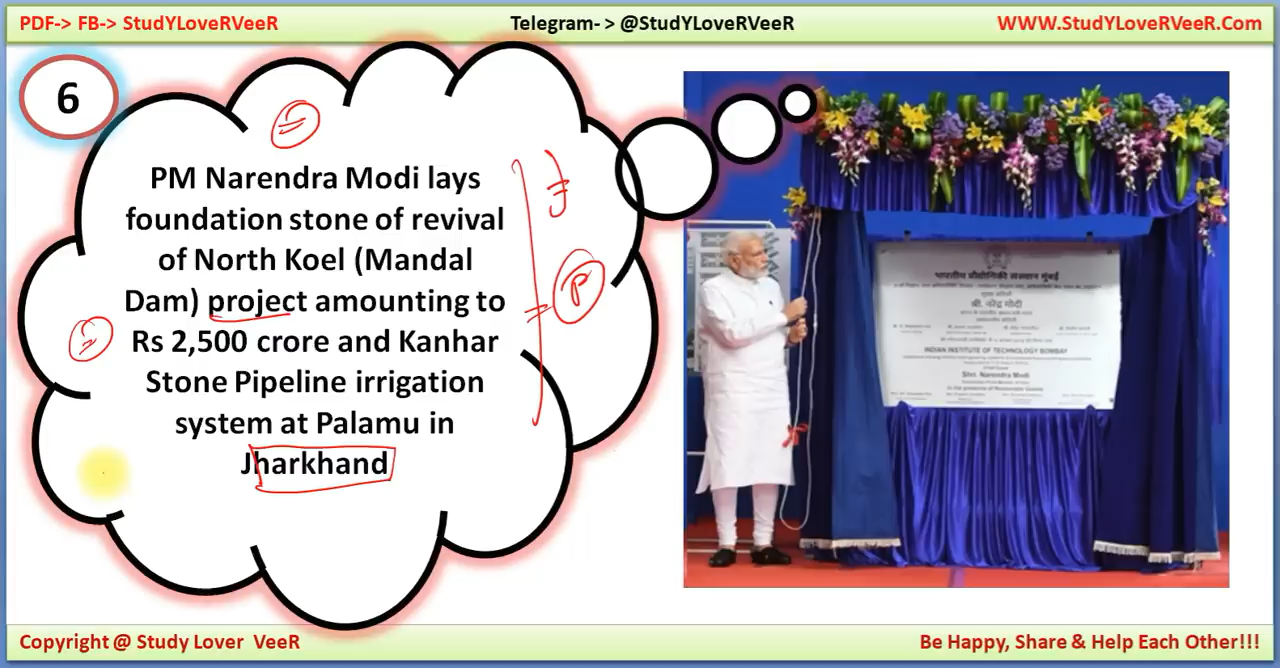 PDF-> FB-> StudYLoveRVeeR
Telegram- > @StudYLoveRVeeR
WWW.StudYLoveRVeeR.Com
6
PM Narendra Modi lays
foundation stone of revival
of North Koel (Mandal
Dam) project amounting to
Rs 2,500 crore and Kanhar
Stone Pipeline irrigation
system at Palamu in
Jharkhand
P
भारतीय प्रौद्योगिकी संस्थान मुंबई
श्री. नरेंद्र मोदी
INDIAN INSTITUTE OF TECHNOLOGY BOMBAY
Shri. Narendra Modi
Copyright @ Study Lover VeeR
Be Happy, Share & Help Each Other!!!